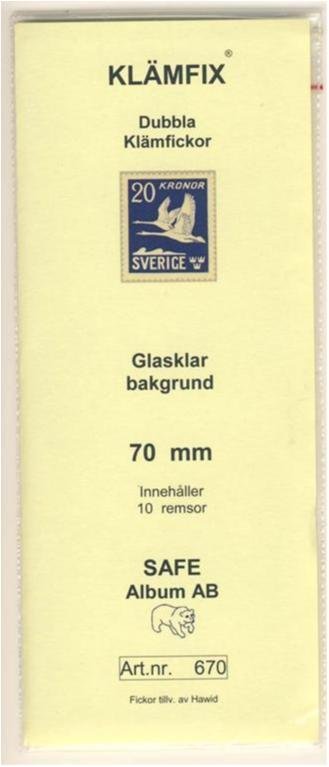 KLÄMFIX®
Dubbla
Klämfickor
20 KRONOR
SVERIGE
Glasklar
bakgrund
70 mm
Innehåller
10 remsor
SAFE
Album AB
Art.nr. 670
Fickor tillv. av Hawid